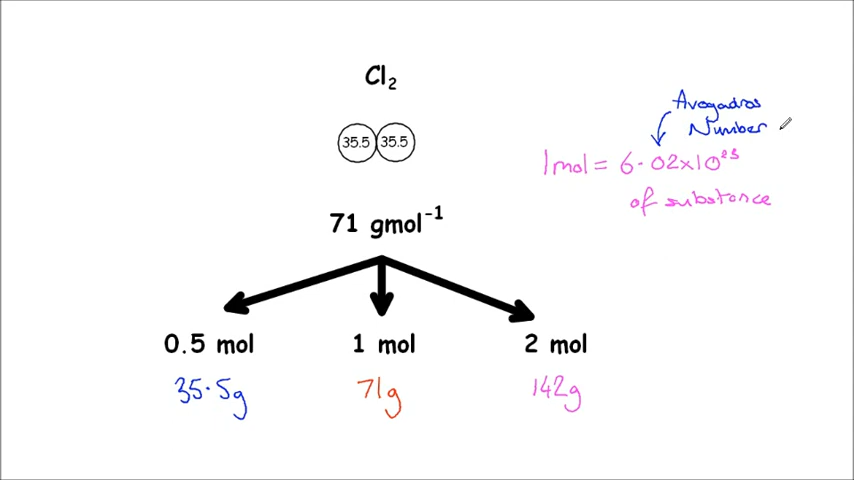 Cl₂
35.5 35.5
Avogadros
Number
1mol = 6.02x10²³
of substance
71 gmol⁻¹
0.5 mol 1 mol 2 mol
35.5g 71g 142g